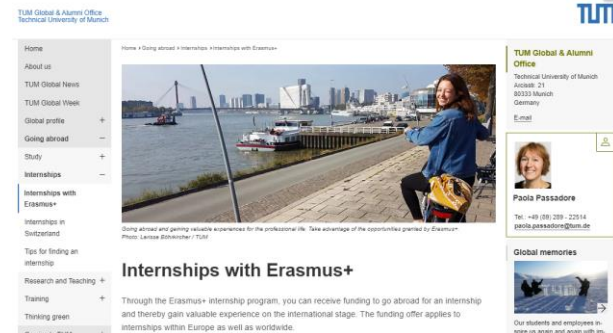 TUM Global & Alumni Office
Technical University of Munich
TUM
Home
About us
TUM Global News
TUM Global Week
Global profile +
Going abroad −
Study +
Internships −
Internships with
Erasmus+
Internships in
Switzerland
Tips for finding an
internship
Research and Teaching +
Training +
Thinking green
Home > Going abroad > Internships > Internships with Erasmus+
Going abroad and gaining valuable experiences for the professional life. Take advantage of the opportunities granted by Erasmus+
Photo: Larissa / TUM
Internships with Erasmus+
Through the Erasmus+ internship program, you can receive funding to go abroad for an internship
and thereby gain valuable experience on the international stage. The funding offer applies to
internships within Europe as well as worldwide.
TUM Global & Alumni
Office
Technical University of Munich
Arcisstr. 21
80333 Munich
Germany
E-mail
Paola Passadore
Tel.: +49 (89) 289 - 22514
paola.passadore@tum.de
Global memories
Our students and employees in-
spire us again and again with im-